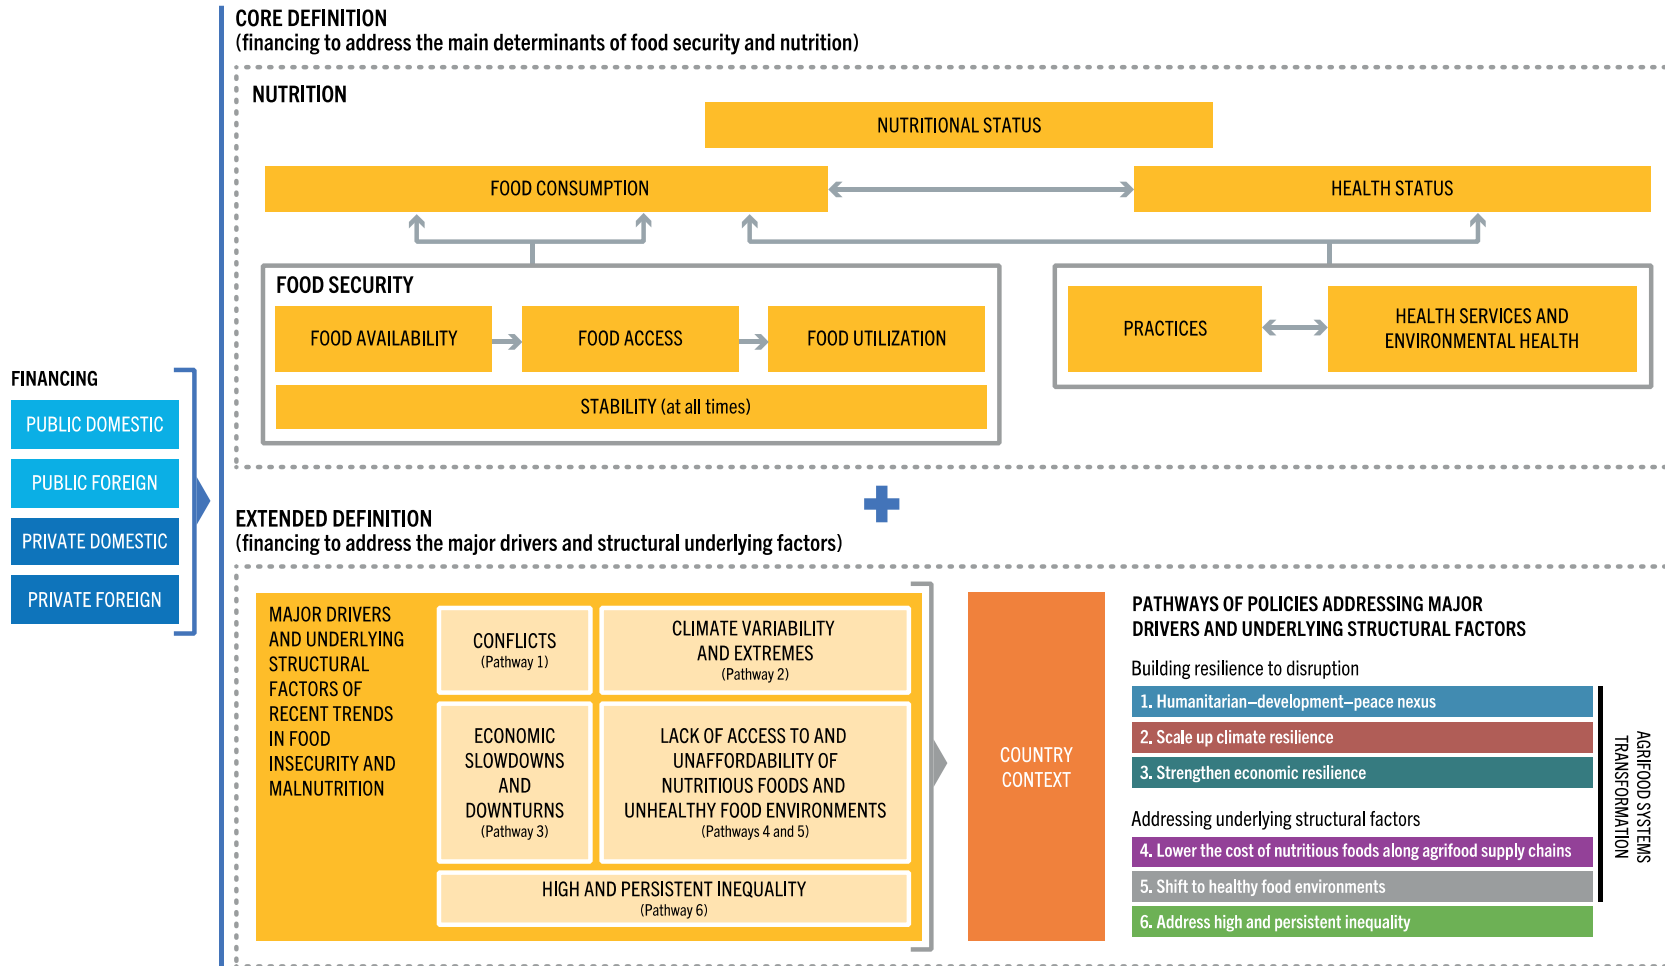 CORE DEFINITION
(financing to address the main determinants of food security and nutrition)
NUTRITION
NUTRITIONAL STATUS
FOOD CONSUMPTION
HEALTH STATUS
FOOD SECURITY
FOOD AVAILABILITY
FOOD ACCESS
FOOD UTILIZATION
STABILITY (at all times)
PRACTICES
HEALTH SERVICES AND
ENVIRONMENTAL HEALTH
FINANCING
PUBLIC DOMESTIC
PUBLIC FOREIGN
PRIVATE DOMESTIC
PRIVATE FOREIGN
EXTENDED DEFINITION
(financing to address the major drivers and structural underlying factors)
MAJOR DRIVERS
AND UNDERLYING
STRUCTURAL
FACTORS OF
RECENT TRENDS
IN FOOD
INSECURITY AND
MALNUTRITION
CONFLICTS
(Pathway 1)
CLIMATE VARIABILITY
AND EXTREMES
(Pathway 2)
ECONOMIC
SLOWDOWNS
AND
DOWNTURNS
(Pathway 3)
LACK OF ACCESS TO AND
UNAFFORDABILITY OF
NUTRITIOUS FOODS AND
UNHEALTHY FOOD ENVIRONMENTS
(Pathways 4 and 5)
HIGH AND PERSISTENT INEQUALITY
(Pathway 6)
COUNTRY
CONTEXT
PATHWAYS OF POLICIES ADDRESSING MAJOR
DRIVERS AND UNDERLYING STRUCTURAL FACTORS
Building resilience to disruption
1. Humanitarian–development–peace nexus
2. Scale up climate resilience
3. Strengthen economic resilience
Addressing underlying structural factors
4. Lower the cost of nutritious foods along agrifood supply chains
5. Shift to healthy food environments
6. Address high and persistent inequality
AGRIFOOD SYSTEMS
TRANSFORMATION